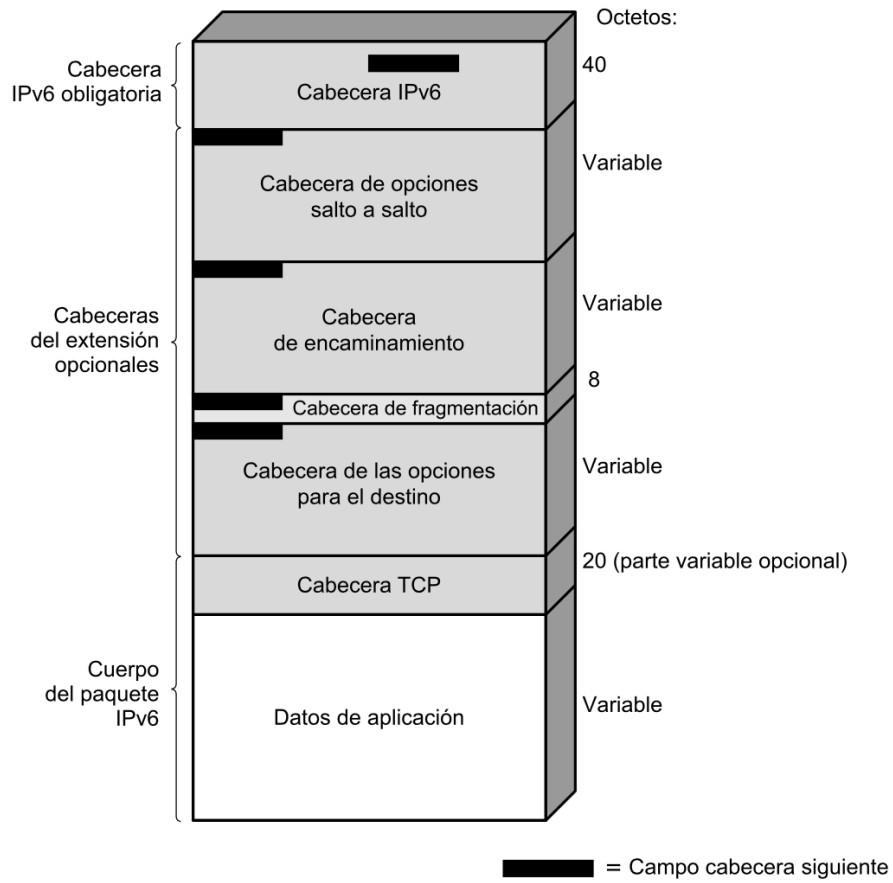 Octetos:
Cabecera
IPv6 obligatoria
Cabecera IPv6
40
Cabecera de opciones
salto a salto
Variable
Cabeceras
del extensión
opcionales
Cabecera
de encaminamiento
Variable
8
Cabecera de fragmentación
Cabecera de las opciones
para el destino
Variable
Cabecera TCP
20 (parte variable opcional)
Cuerpo
del paquete
IPv6
Datos de aplicación
Variable
= Campo cabecera siguiente